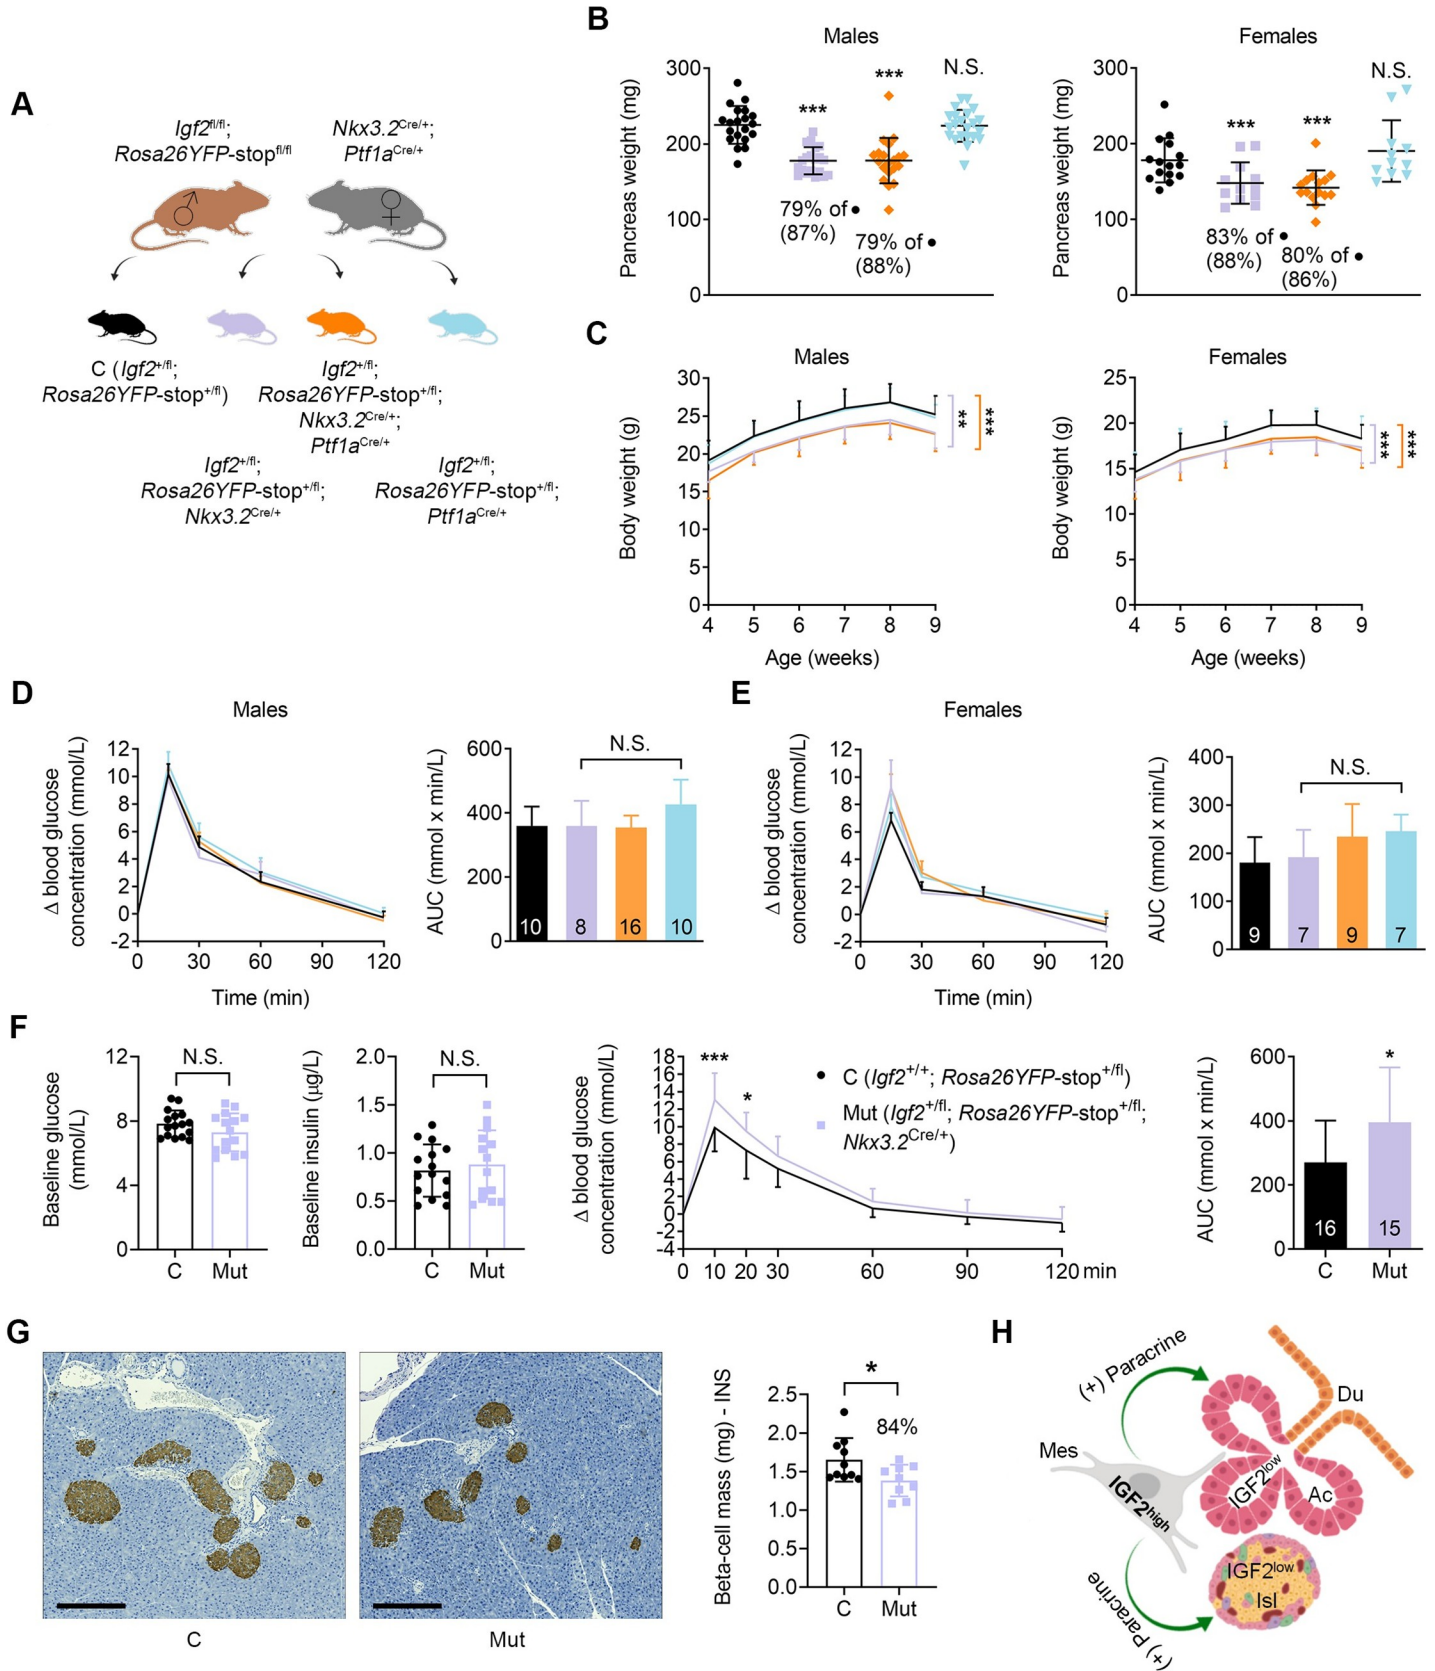 A
Igf2fl/fl;
Rosa26YFP-stopfl/fl
Nkx3.2Cre/+;
Ptf1aCre/+
♂
♀
C (Igf2+/fl;
Rosa26YFP-stop+/fl)
Igf2+/fl;
Rosa26YFP-stop+/fl;
Nkx3.2Cre/+;
Ptf1aCre/+
Igf2+/fl;
Rosa26YFP-stop+/fl;
Nkx3.2Cre/+
Igf2+/fl;
Rosa26YFP-stop+/fl;
Ptf1aCre/+
B
Males
Pancreas weight (mg)
300
200
100
0
***
***
N.S.
79% of ●
(87%)
79% of ●
(88%)
Females
Pancreas weight (mg)
300
200
100
0
***
***
N.S.
83% of ●
(88%)
80% of ●
(86%)
C
Males
Body weight (g)
30
25
20
15
10
5
0
4 5 6 7 8 9
Age (weeks)
**
***
Females
Body weight (g)
25
20
15
10
5
0
4 5 6 7 8 9
Age (weeks)
***
***
D
Males
Δ blood glucose
concentration (mmol/L)
12
10
8
6
4
2
0
-2
0 30 60 90 120
Time (min)
AUC (mmol x min/L)
600
400
200
0
N.S.
10 8 16 10
E
Females
Δ blood glucose
concentration (mmol/L)
12
10
8
6
4
2
0
-2
0 30 60 90 120
Time (min)
AUC (mmol x min/L)
400
300
200
100
0
N.S.
9 7 9 7
F
Baseline glucose
(mmol/L)
12
8
4
0
N.S.
C Mut
Baseline insulin (µg/L)
2.0
1.5
1.0
0.5
0.0
N.S.
C Mut
Δ blood glucose
concentration (mmol/L)
18
16
14
12
10
8
6
4
2
0
-2
-4
***
*
0 10 20 30 60 90 120 min
C (Igf2+/+; Rosa26YFP-stop+/fl)
Mut (Igf2+/fl; Rosa26YFP-stop+/fl;
Nkx3.2Cre/+)
AUC (mmol x min/L)
600
400
200
0
*
16 15
C Mut
G
C
Mut
Beta-cell mass (mg) - INS
2.5
2.0
1.5
1.0
0.5
0.0
*
84%
C Mut
H
(+) Paracrine
Du
Mes
IGF2high
IGF2low
Ac
IGF2low
Isl
(+) Paracrine